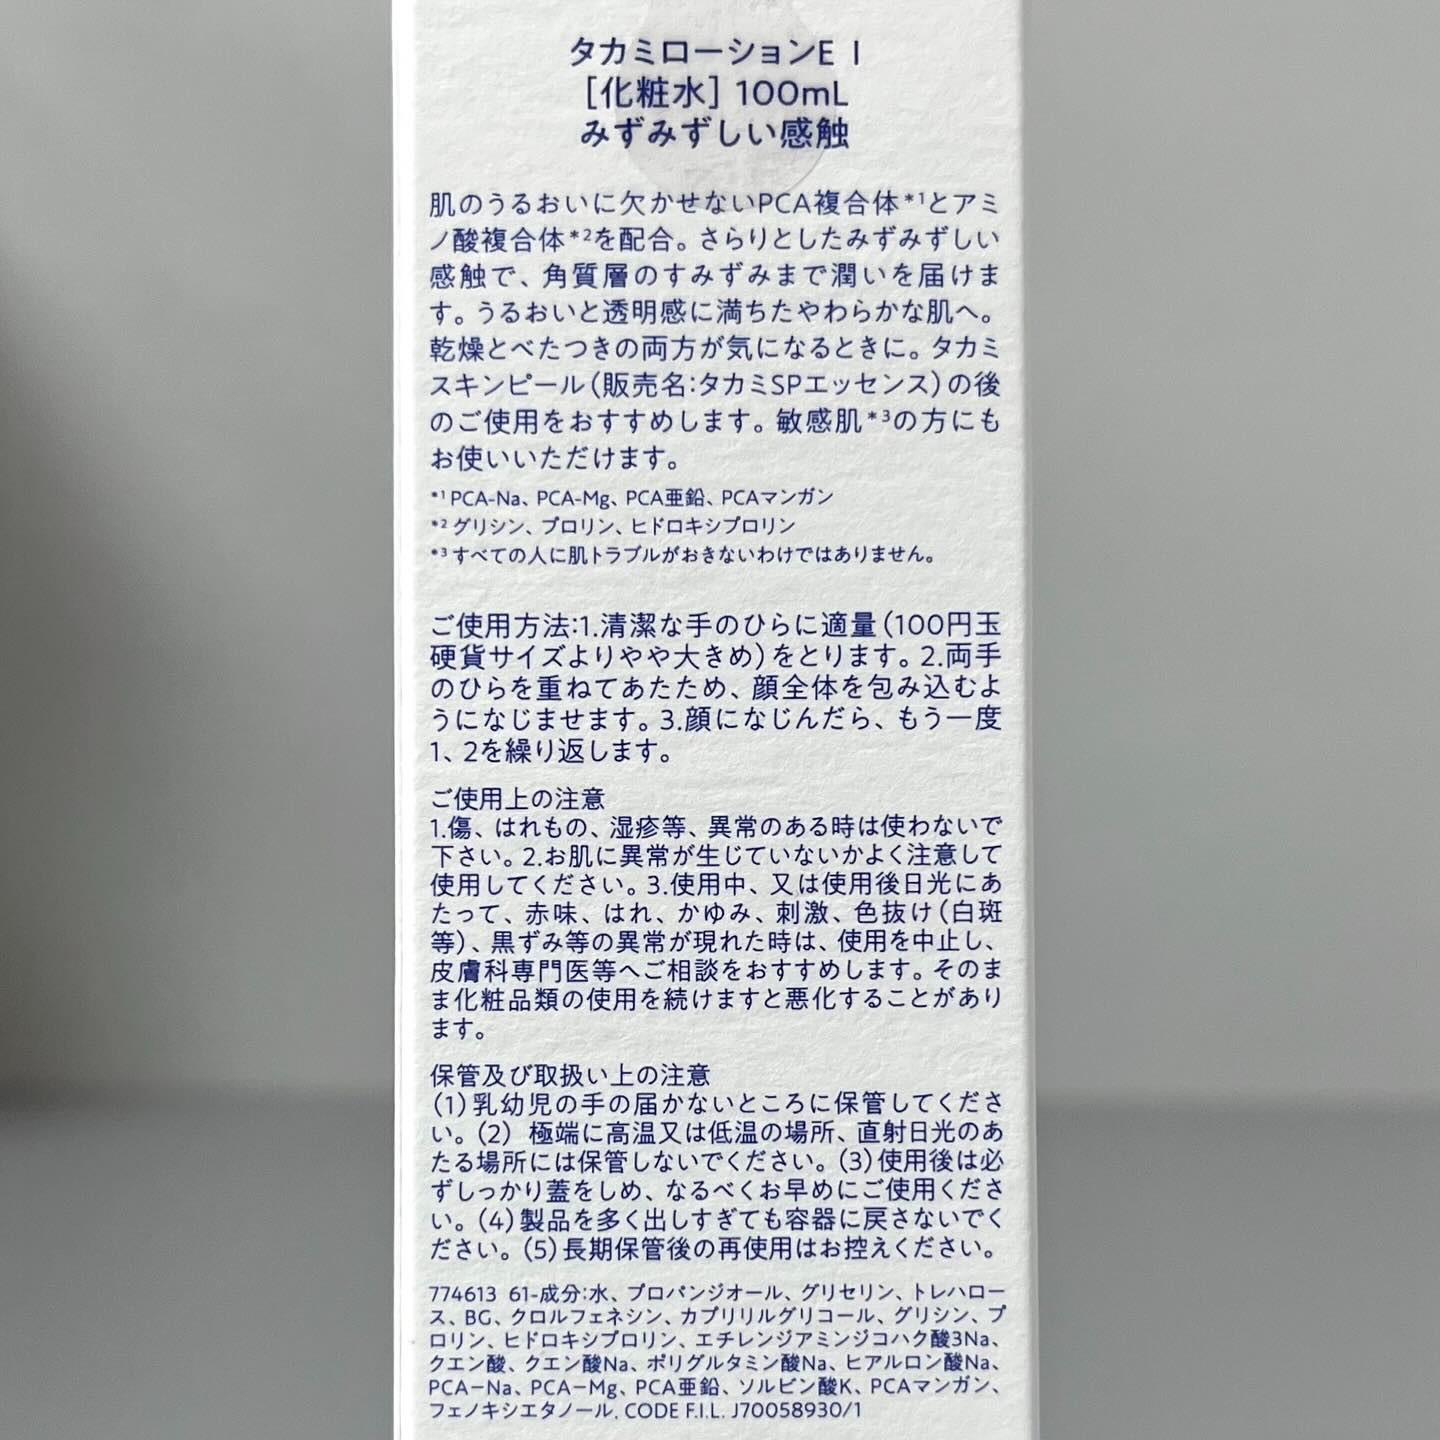 タカミローションE I
[化粧水] 100mL
みずみずしい感触
肌のうるおいに欠かせないPCA複合体*1とアミ
ノ酸複合体*2を配合。さらりとしたみずみずしい
感触で、角質層のすみずみまで潤いを届けま
す。うるおいと透明感に満ちたやわらかな肌へ。
乾燥とべたつきの両方が気になるときに。タカミ
スキンピール(販売名:タカミSPエッセンス)の後
のご使用をおすすめします。敏感肌*3の方にも
お使いいただけます。
*1 PCA-Na、PCA-Mg、PCA亜鉛、PCAマンガン
*2 グリシン、プロリン、ヒドロキシプロリン
*3 すべての人に肌トラブルがおきないわけではありません。
ご使用方法:1.清潔な手のひらに適量(100円玉
硬貨サイズよりやや大きめ)をとります。2.両手
のひらを重ねてあたため、顔全体を包み込むよ
うになじませます。3.顔になじんだら、もう一度
1、2を繰り返します。
ご使用上の注意
1.傷、はれもの、湿疹等、異常のある時は使わないで
下さい。2.お肌に異常が生じていないかよく注意して
使用してください。3.使用中、又は使用後日光にあ
たって、赤味、はれ、かゆみ、刺激、色抜け(白斑
等)、黒ずみ等の異常が現れた時は、使用を中止し、
皮膚科専門医等へご相談をおすすめします。そのま
ま化粧品類の使用を続けますと悪化することがあり
ます。
保管及び取扱い上の注意
(1)乳幼児の手の届かないところに保管してくださ
い。(2) 極端に高温又は低温の場所、直射日光のあ
たる場所には保管しないでください。(3)使用後は必
ずしっかり蓋をしめ、なるべくお早めにご使用くださ
い。(4)製品を多く出しすぎても容器に戻さないでく
ださい。(5)長期保管後の再使用はお控えください。
774613 61-成分:水、プロパンジオール、グリセリン、トレハロー
ス、BG、クロルフェネシン、カプリリルグリコール、グリシン、プ
ロリン、ヒドロキシプロリン、エチレンジアミンジコハク酸3Na、
クエン酸、クエン酸Na、ポリグルタミン酸Na、ヒアルロン酸Na、
PCA-Na、PCA-Mg、PCA亜鉛、ソルビン酸K、PCAマンガン、
フェノキシエタノール. CODE F.I.L. J70058930/1